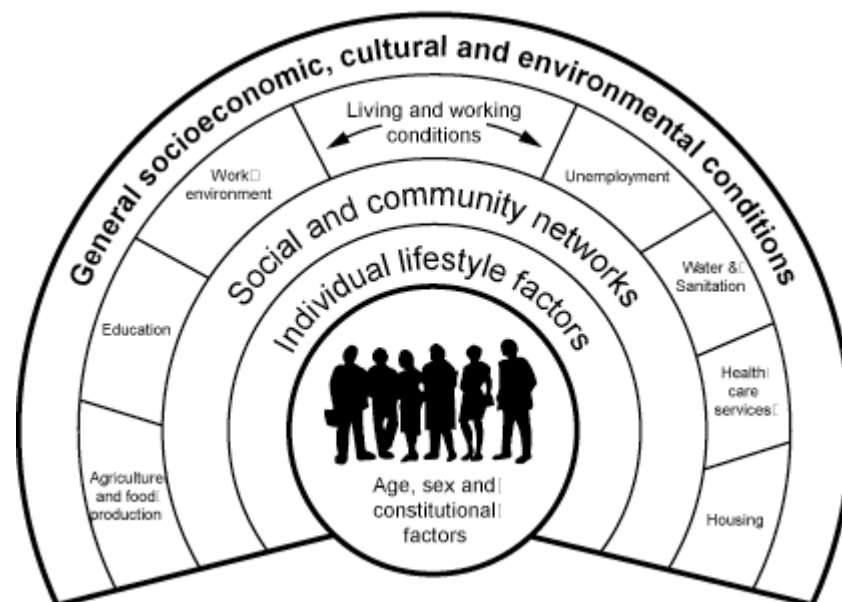 General socioeconomic, cultural and environmental conditions
Living and working
conditions
Work
environment
Unemployment
Social and community networks
Individual lifestyle factors
Education
Water &
Sanitation
Health
care
services
Agriculture
and food
production
Housing
Age, sex and
constitutional
factors